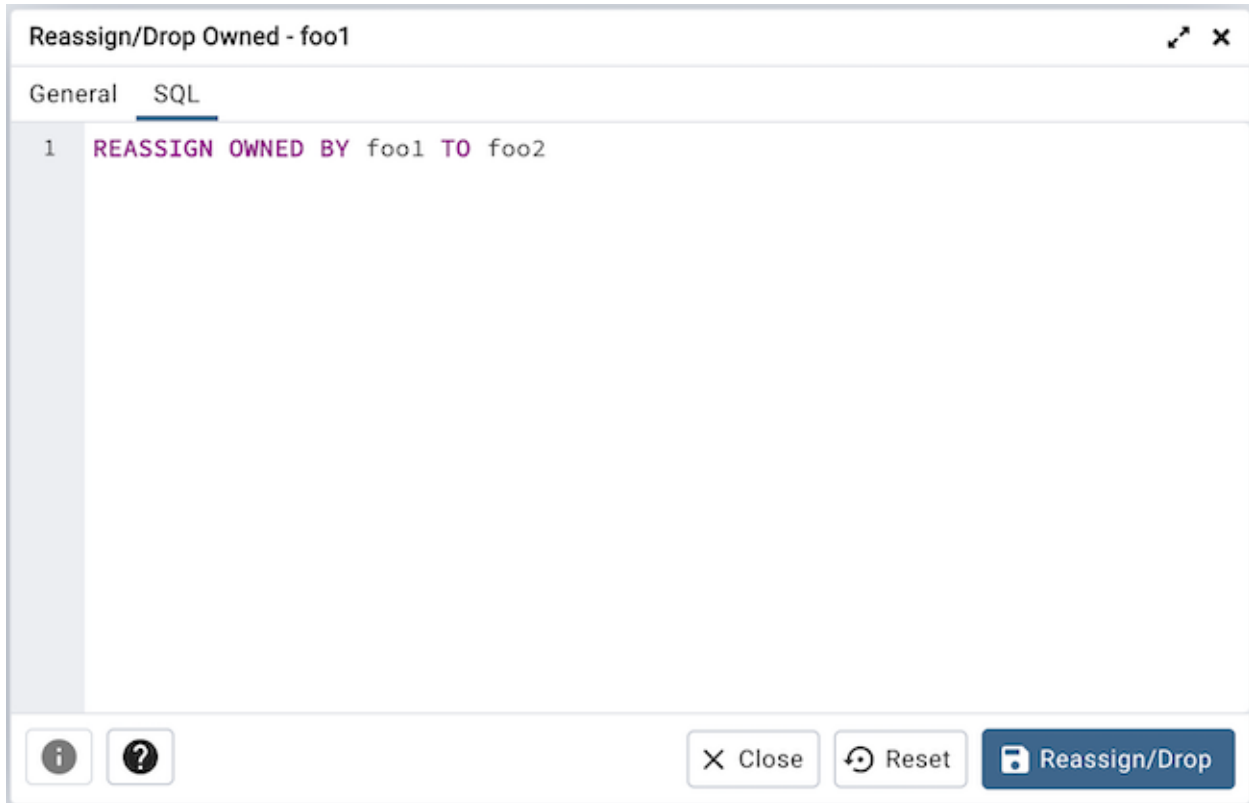 Reassign/Drop Owned - foo1
General SQL
1 REASSIGN OWNED BY foo1 TO foo2
Close Reset Reassign/Drop